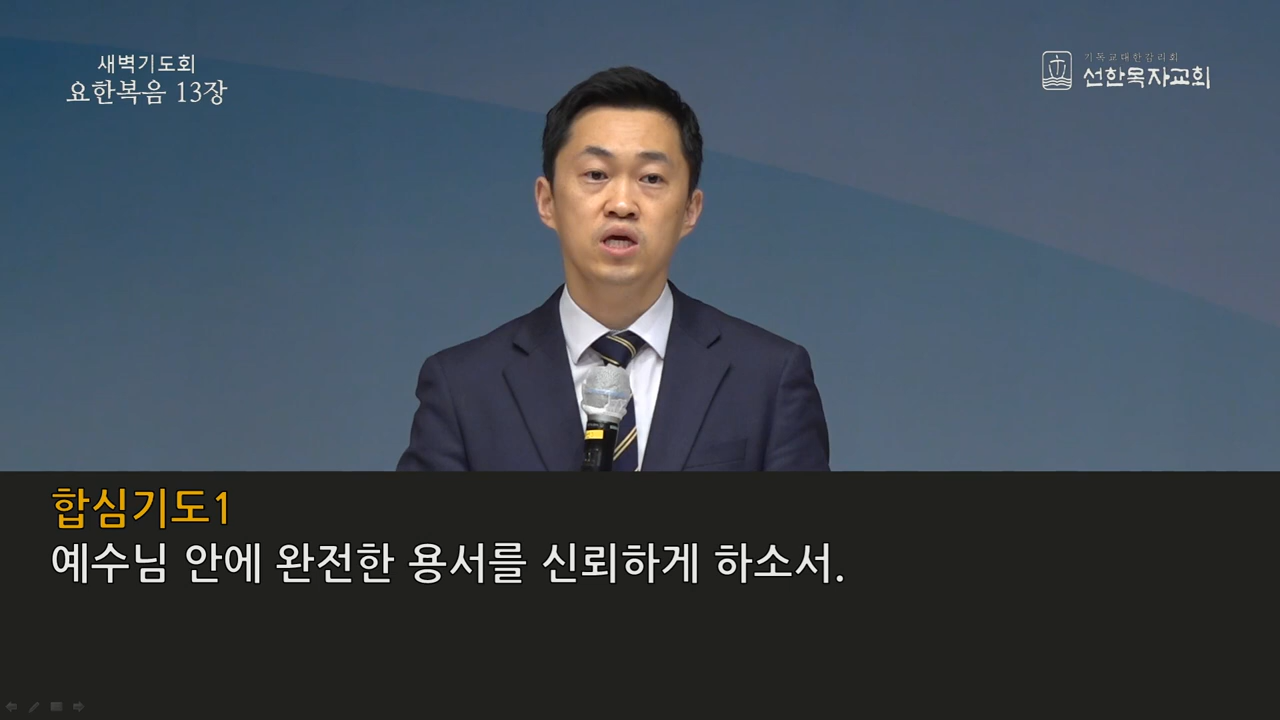 새벽기도회
요한복음 13장
기독교대한감리회
선한목자교회
합심기도1
예수님 안에 완전한 용서를 신뢰하게 하소서.